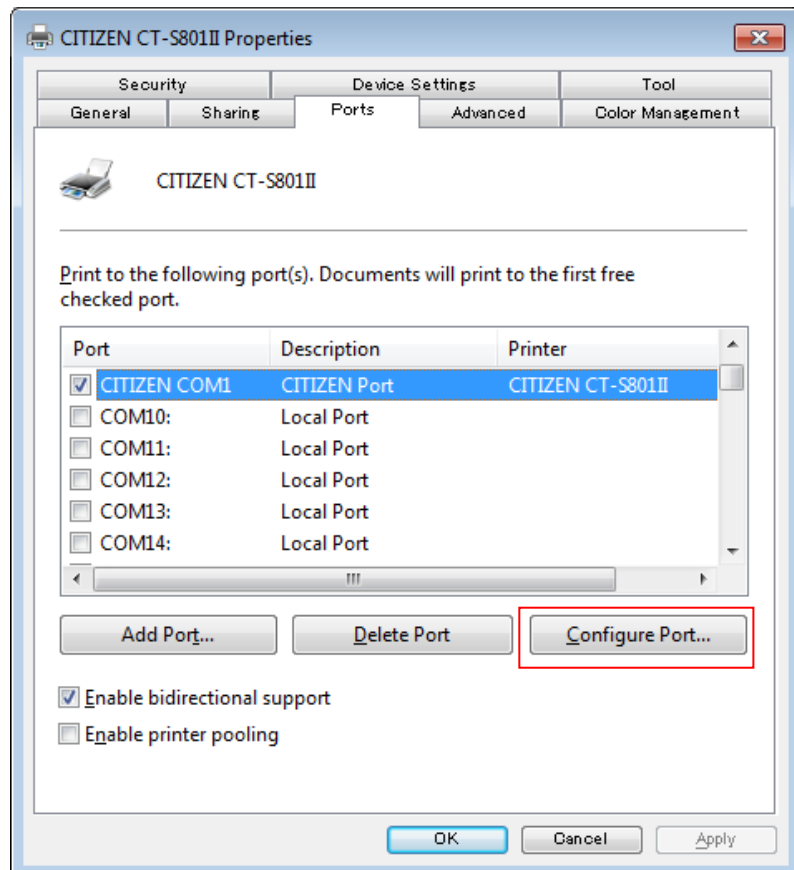 CITIZEN CT-S801II Properties
Security Device Settings Tool
General Sharing Ports Advanced Color Management
CITIZEN CT-S801II
Print to the following port(s). Documents will print to the first free
checked port.
Port Description Printer
CITIZEN COM1 CITIZEN Port CITIZEN CT-S801II
COM10: Local Port
COM11: Local Port
COM12: Local Port
COM13: Local Port
COM14: Local Port
Add Port... Delete Port Configure Port...
Enable bidirectional support
Enable printer pooling
OK Cancel Apply